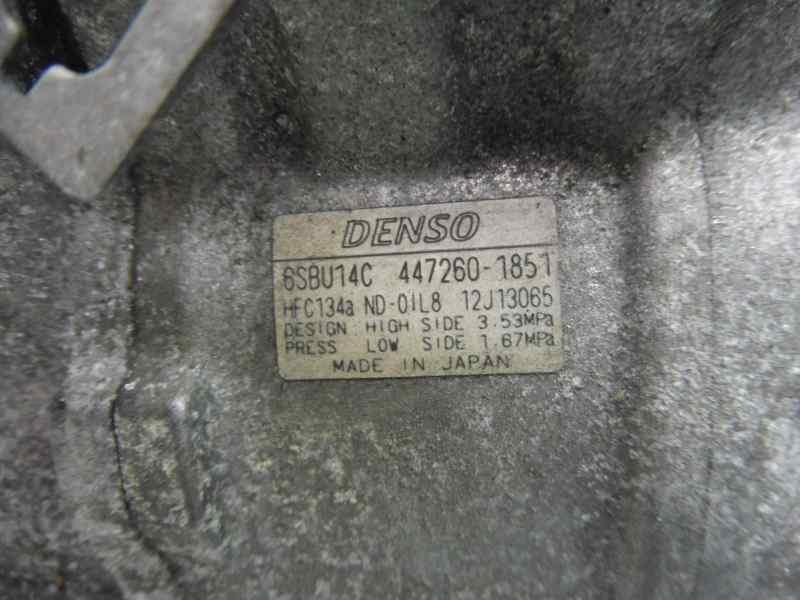 DENSO
6SBU14C 447260-1851
HFC134a ND-OIL8 12J13065
DESIGN HIGH SIDE 3.53MPa
PRESS LOW SIDE 1.67MPa
MADE IN JAPAN